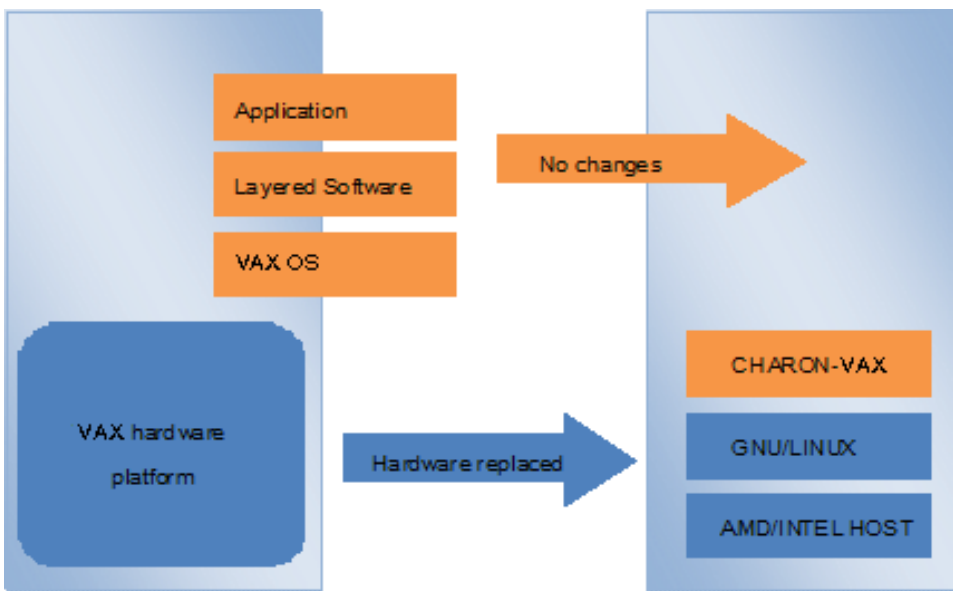 Application
Layered Software
VAX OS
VAX hardware
platform
No changes
Hardware replaced
CHARON-VAX
GNU/LINUX
AMD/INTEL HOST